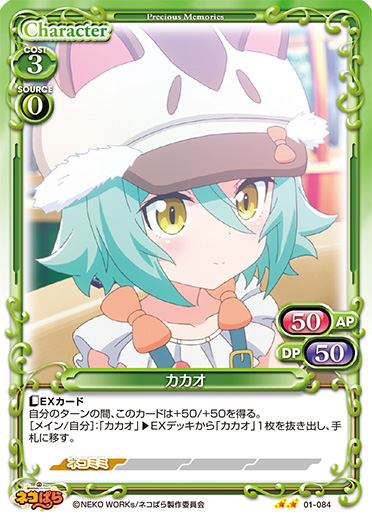 Precious Memories
Character
COST
3
SOURCE
0
50 AP
DP 50
カカオ
EXカード
自分のターンの間、このカードは+50/+50を得る。
[メイン/自分]:「カカオ」▶EXデッキから「カカオ」1枚を抜き出し、手
札に移す。
ネコミミ
ネコぱら
©NEKO WORKs/ネコぱら製作委員会
01-084